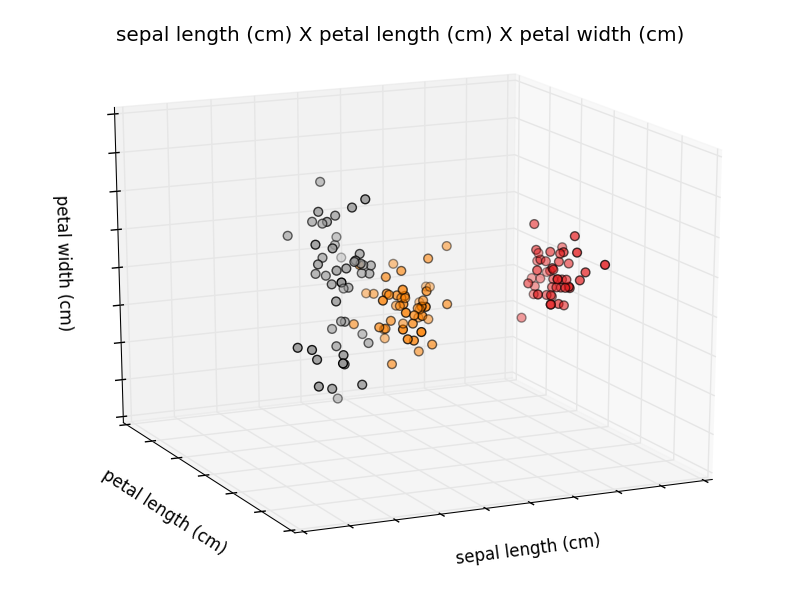 sepal length (cm) X petal length (cm) X petal width (cm)
petal width (cm)
petal length (cm)
sepal length (cm)